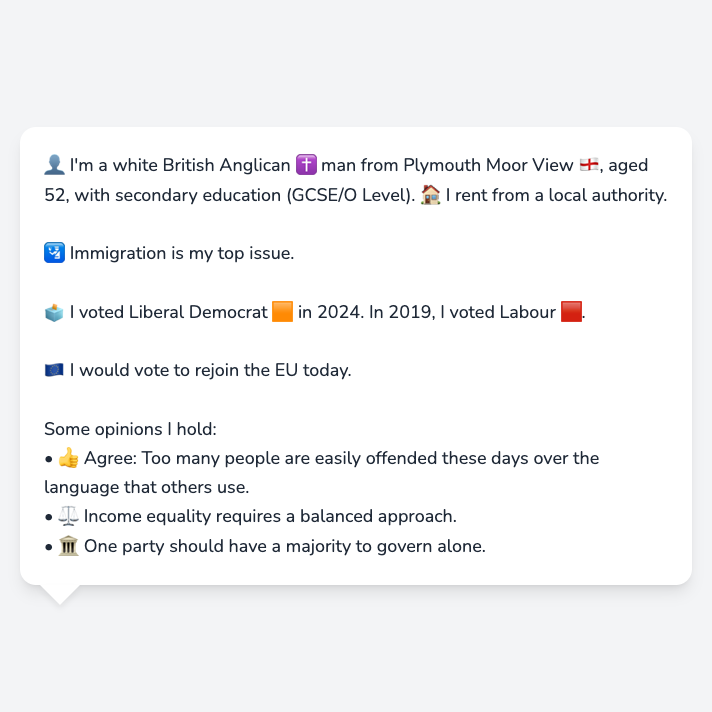 👤 I'm a white British Anglican ✝️ man from Plymouth Moor View 🏴󠁧󠁢󠁥󠁮󠁧󠁿, aged
52, with secondary education (GCSE/O Level). 🏠 I rent from a local authority.
🛂 Immigration is my top issue.
🗳️ I voted Liberal Democrat 🟧 in 2024. In 2019, I voted Labour 🟥.
🇪🇺 I would vote to rejoin the EU today.
Some opinions I hold:
• 👍 Agree: Too many people are easily offended these days over the
language that others use.
• ⚖️ Income equality requires a balanced approach.
• 🏛️ One party should have a majority to govern alone.